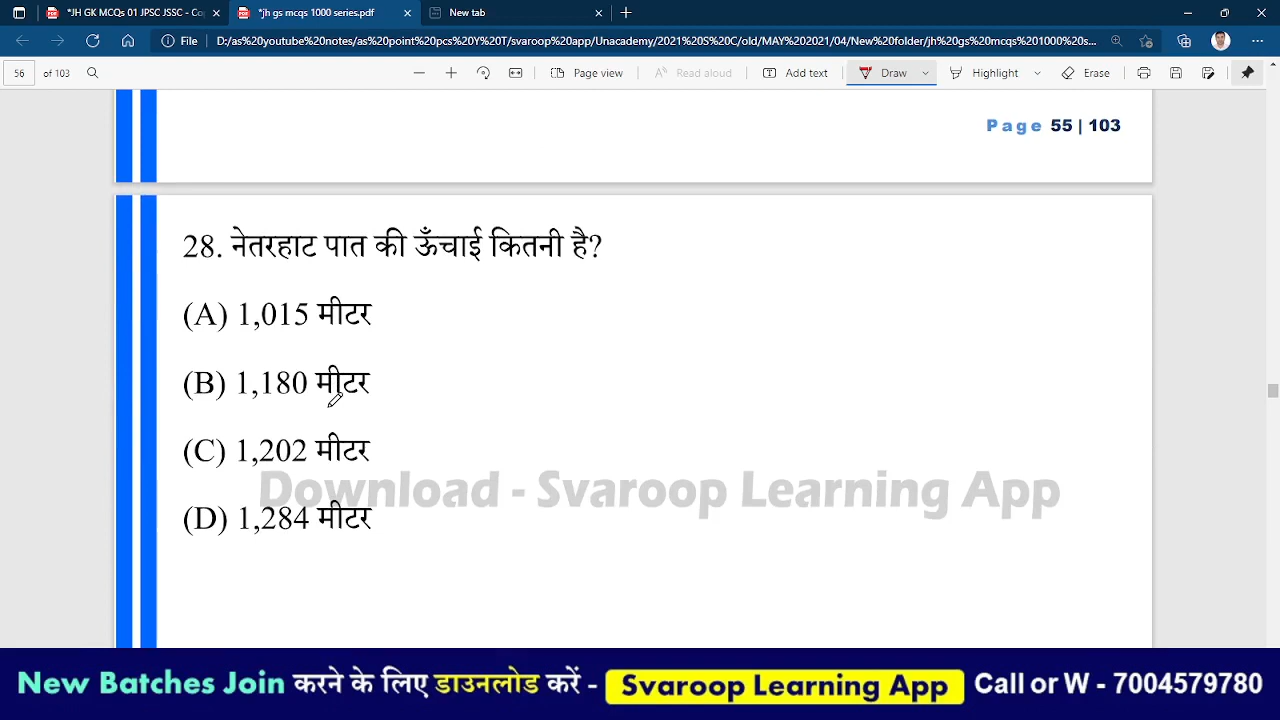 *JH GK MCQs 01 JPSC JSSC - Co
*jh gs mcqs 1000 series.pdf
New tab
File
D:/as%20youtube%20notes/as%20point%20pcs%20Y%20T/svaroop%20app/Unacademy/2021%20S%20C/old/MAY%202021/04/New%20folder/jh%20gs%20mcqs%201000%20s...
56 of 103
Page view
Read aloud
Add text
Draw
Highlight
Erase
Page 55 | 103
28. नेतरहाट पात की ऊँचाई कितनी है?
(A) 1,015 मीटर
(B) 1,180 मीटर
(C) 1,202 मीटर
Download - Svaroop Learning App
(D) 1,284 मीटर
New Batches Join करने के लिए डाउनलोड करें - Svaroop Learning App Call or W - 7004579780